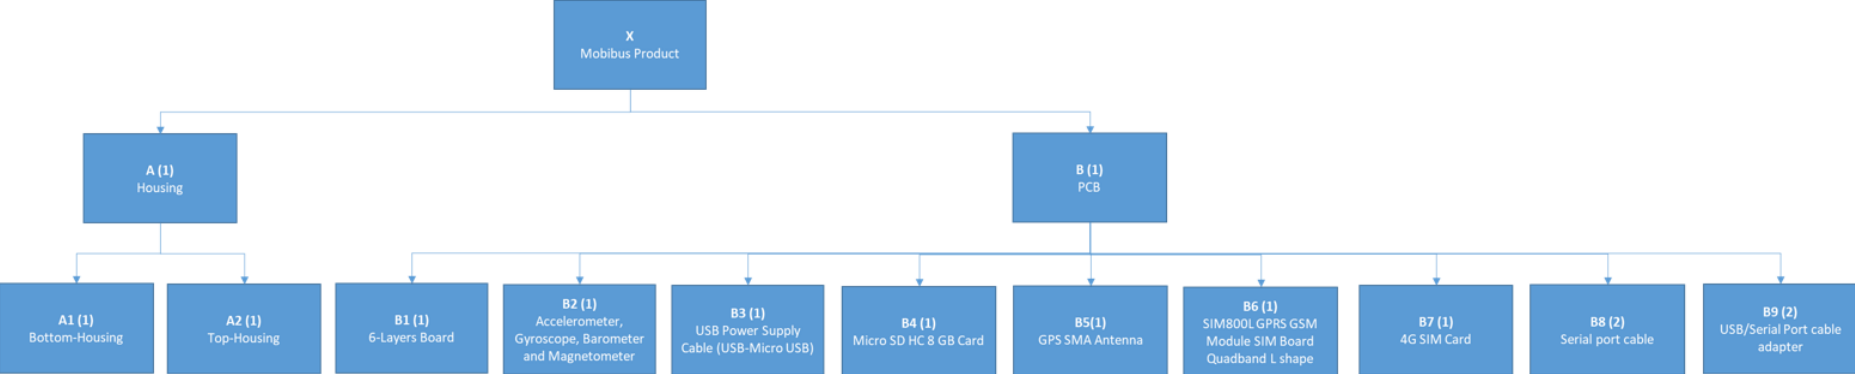 X
Mobibus Product
A (1)
Housing
B (1)
PCB
A1 (1)
Bottom-Housing
A2 (1)
Top-Housing
B1 (1)
6-Layers Board
B2 (1)
Accelerometer,
Gyroscope, Barometer
and Magnetometer
B3 (1)
USB Power Supply
Cable (USB-Micro USB)
B4 (1)
Micro SD HC 8 GB Card
B5(1)
GPS SMA Antenna
B6 (1)
SIM800L GPRS GSM
Module SIM Board
Quadband L shape
B7 (1)
4G SIM Card
B8 (2)
Serial port cable
B9 (2)
USB/Serial Port cable
adapter